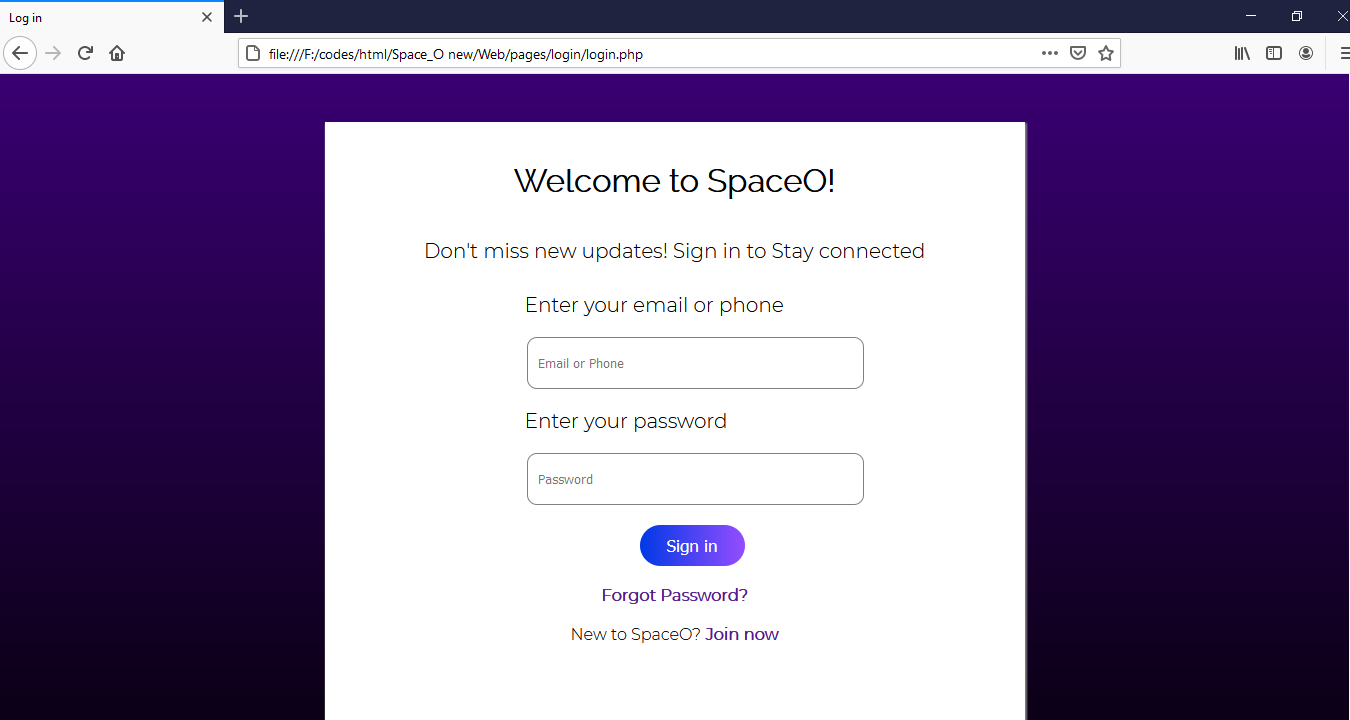 Log in
file:///F:/codes/html/Space_O new/Web/pages/login/login.php
Welcome to SpaceO!
Don't miss new updates! Sign in to Stay connected
Enter your email or phone
Email or Phone
Enter your password
Password
Sign in
Forgot Password?
New to SpaceO? Join now